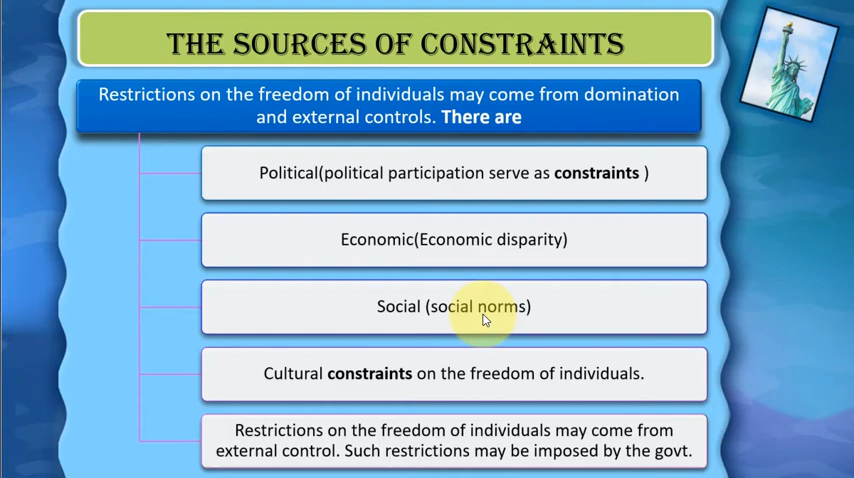 THE SOURCES OF CONSTRAINTS
Restrictions on the freedom of individuals may come from domination
and external controls. There are
Political(political participation serve as constraints )
Economic(Economic disparity)
Social (social norms)
Cultural constraints on the freedom of individuals.
Restrictions on the freedom of individuals may come from
external control. Such restrictions may be imposed by the govt.